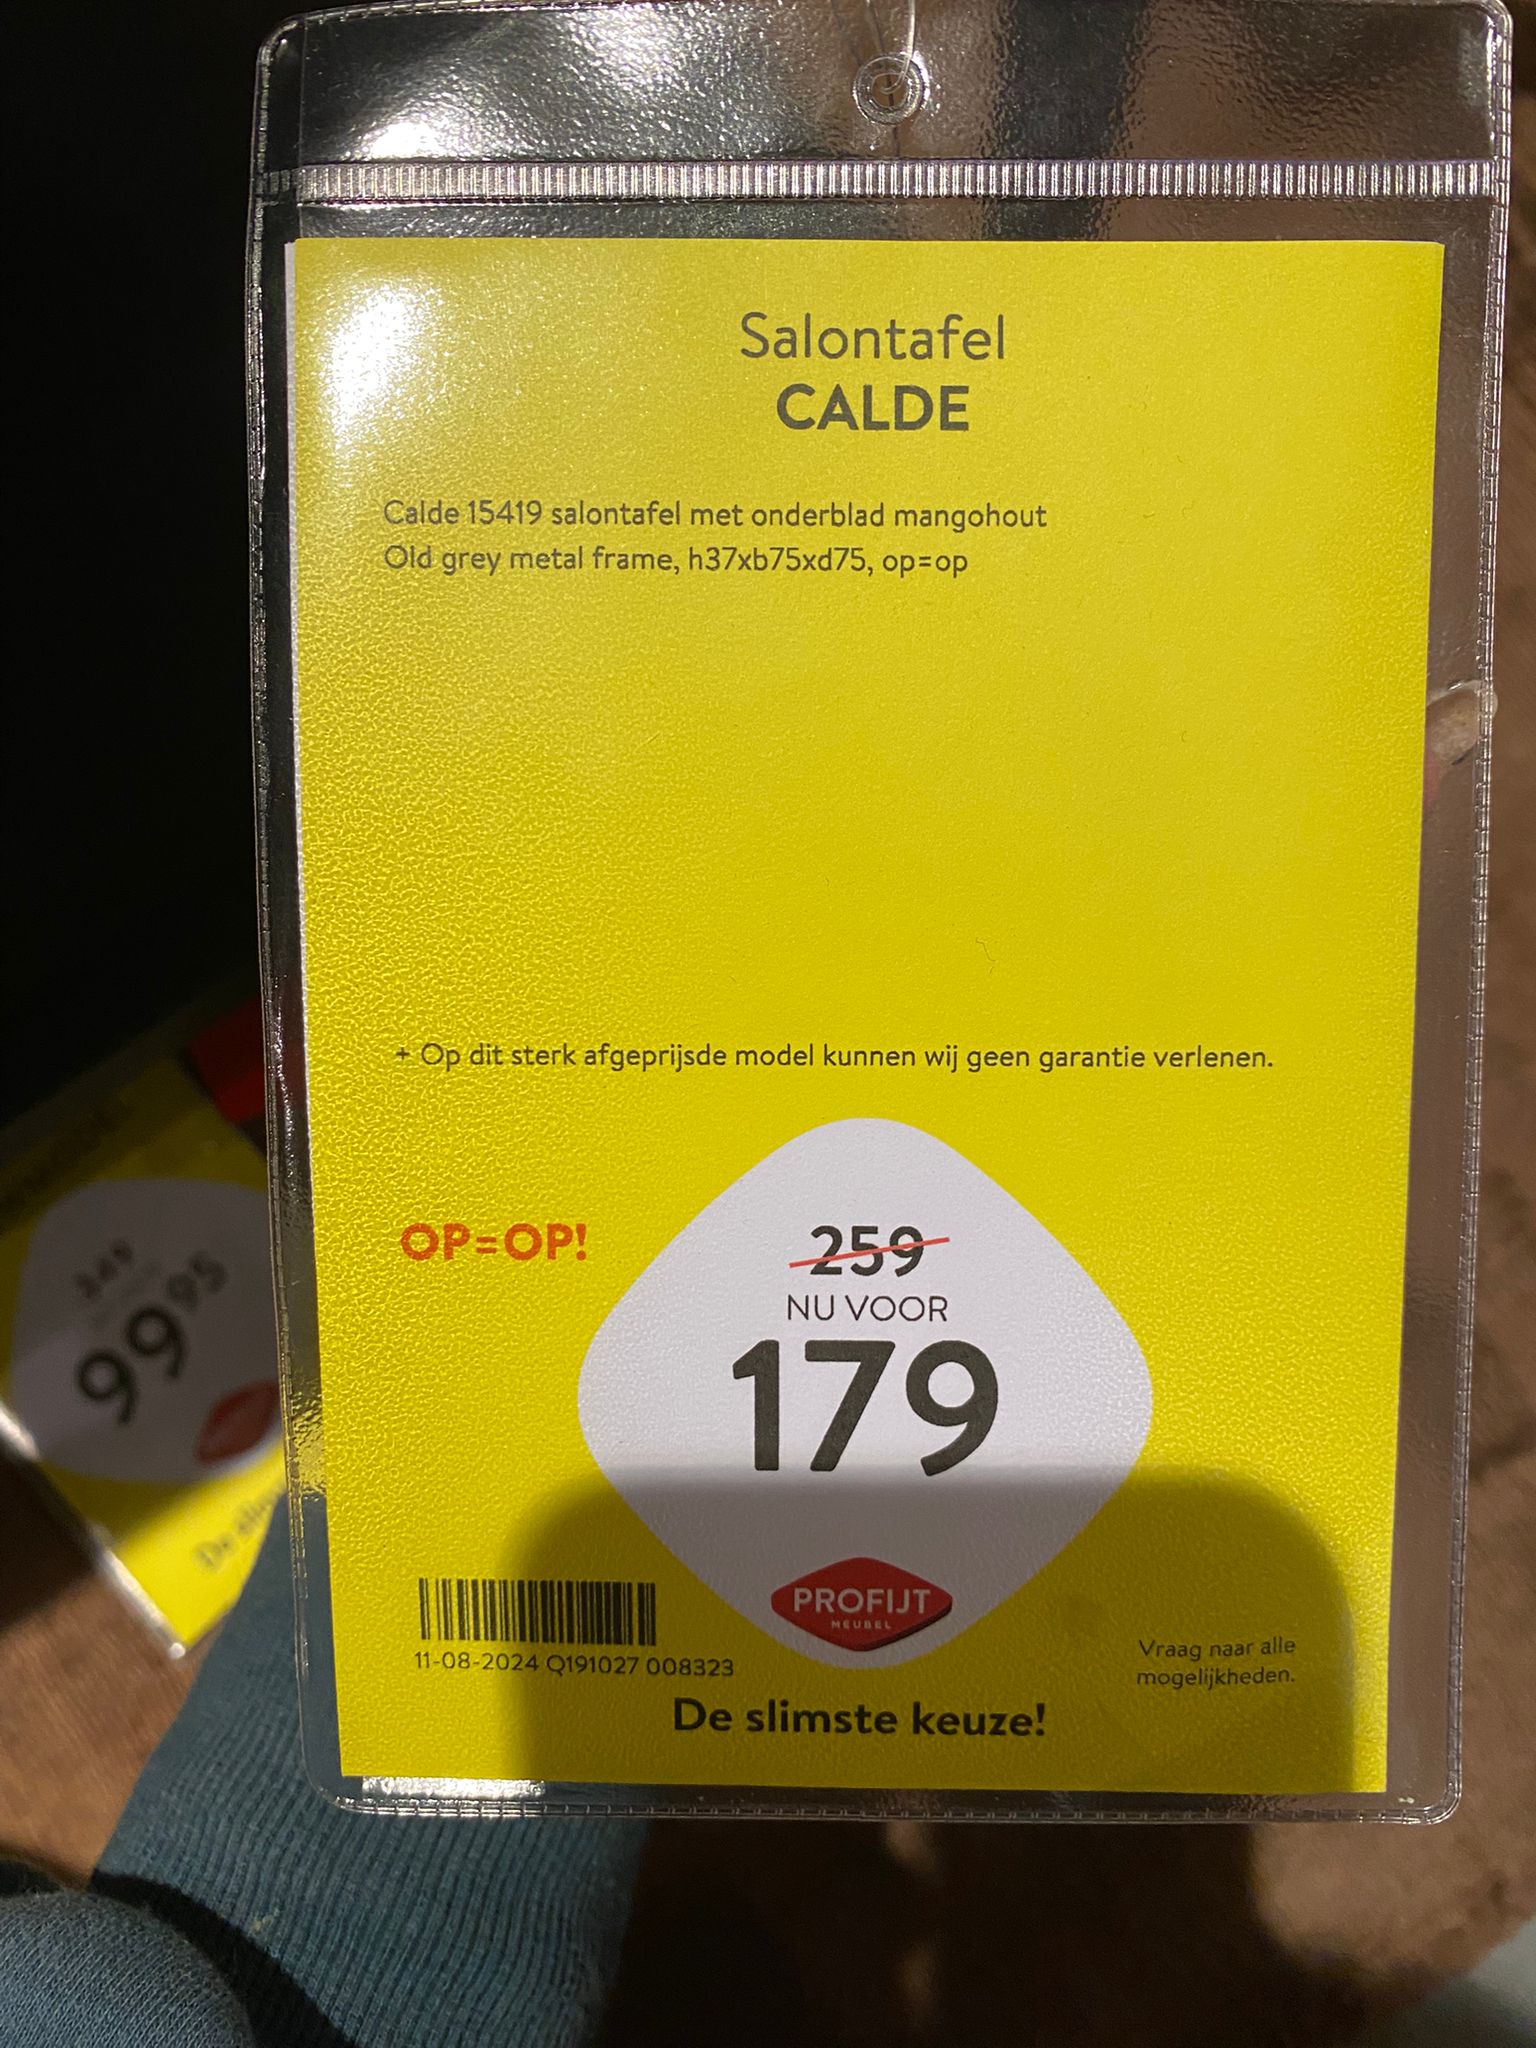 Salontafel
CALDE
Calde 15419 salontafel met onderblad mangohout
Old grey metal frame, h37xb75xd75, op=op
+ Op dit sterk afgeprijsde model kunnen wij geen garantie verlenen.
OP=OP!
259
NU VOOR
179
PROFIJT
MEUBEL
11-08-2024 Q191027 008323
Vraag naar alle
mogelijkheden.
De slimste keuze!
99 95
De